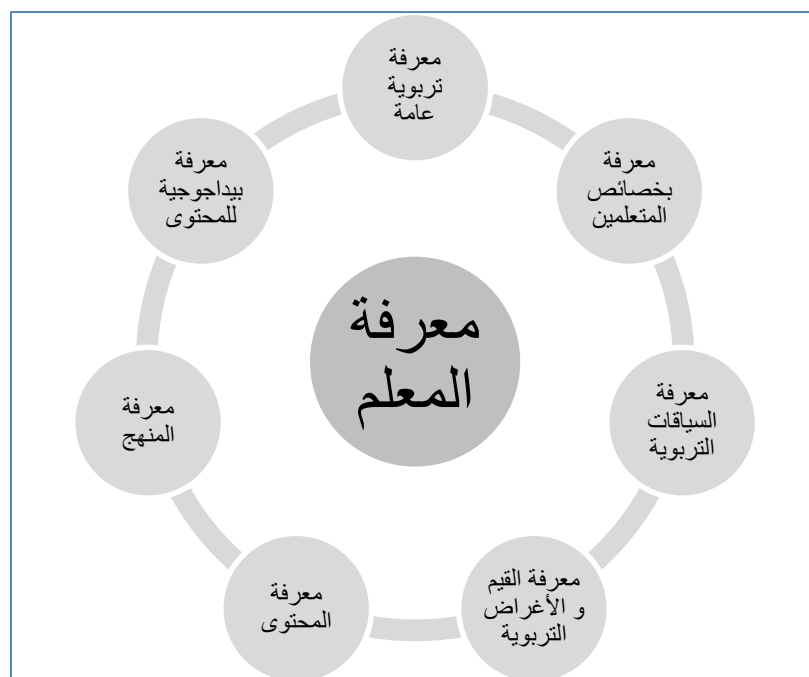 معرفة
تربوية
عامة
معرفة
بخصائص
المتعلمين
معرفة
السياقات
التربوية
معرفة القيم
و الأغراض
التربوية
معرفة
المحتوى
معرفة
المنهج
معرفة
بيداجوجية
للمحتوى
معرفة
المعلم